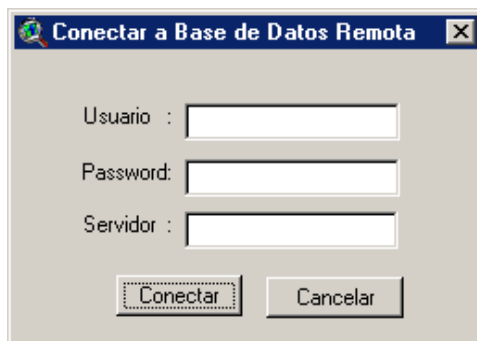 Conectar a Base de Datos Remota
Usuario :
Password:
Servidor :
Conectar Cancelar